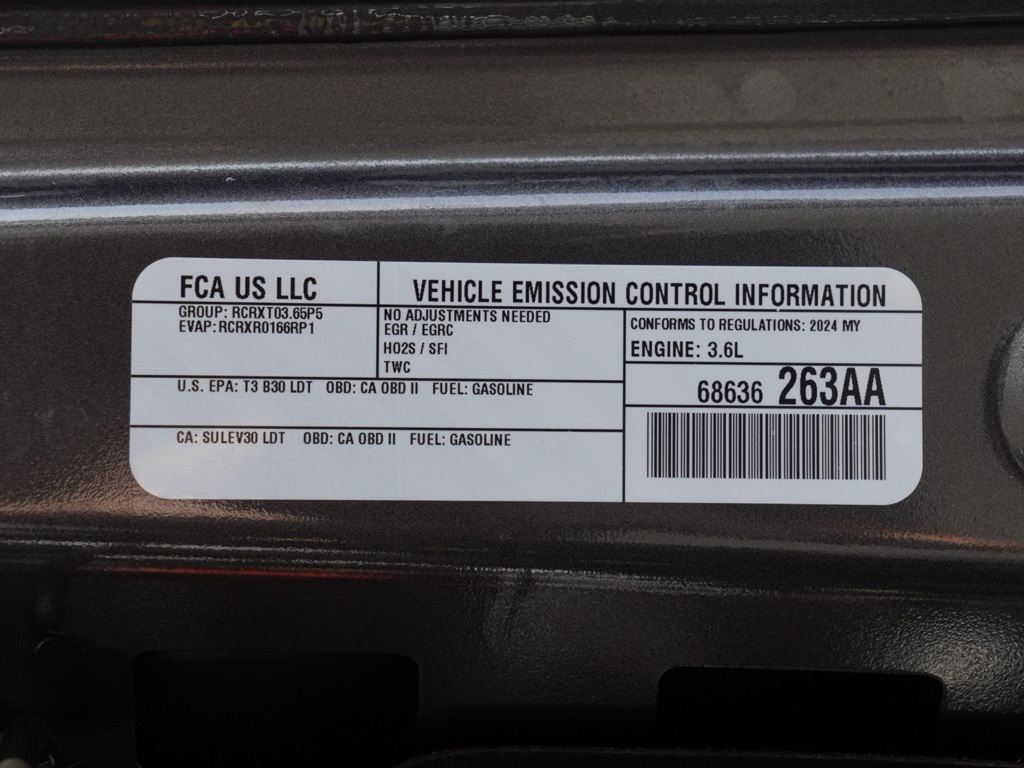 FCA US LLC
VEHICLE EMISSION CONTROL INFORMATION
GROUP: RCRXT03.65P5
EVAP:RCRXR0166RP1
NO ADJUSTMENTS NEEDED
EGR / EGRC
HO2S / SFI
TWC
CONFORMS TO REGULATIONS: 2024 MY
ENGINE: 3.6L
U.S. EPA: T3 B30 LDT OBD: CA OBD II FUEL: GASOLINE
68636 263AA
CA: SULEV30 LDT OBD: CA OBD II FUEL: GASOLINE